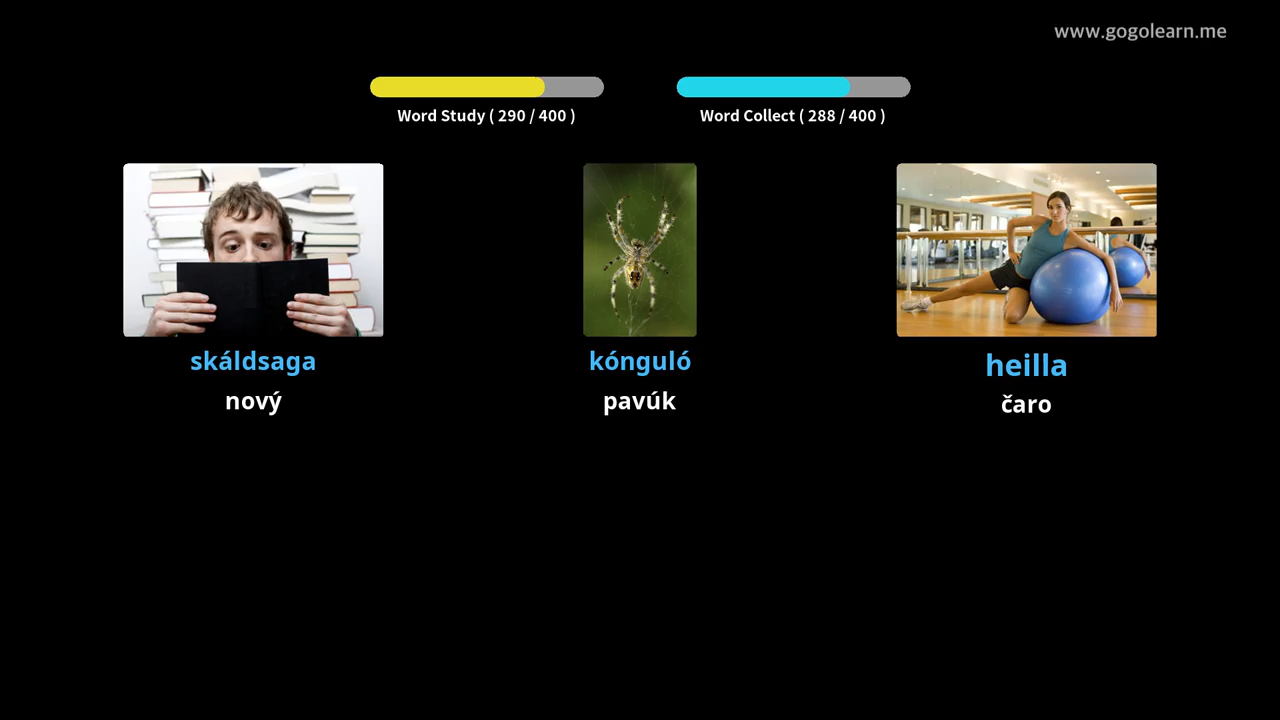 www.gogolearn.me
Word Study ( 290 / 400 )
Word Collect ( 288 / 400 )
skáldsaga
nový
kónguló
pavúk
heilla
čaro